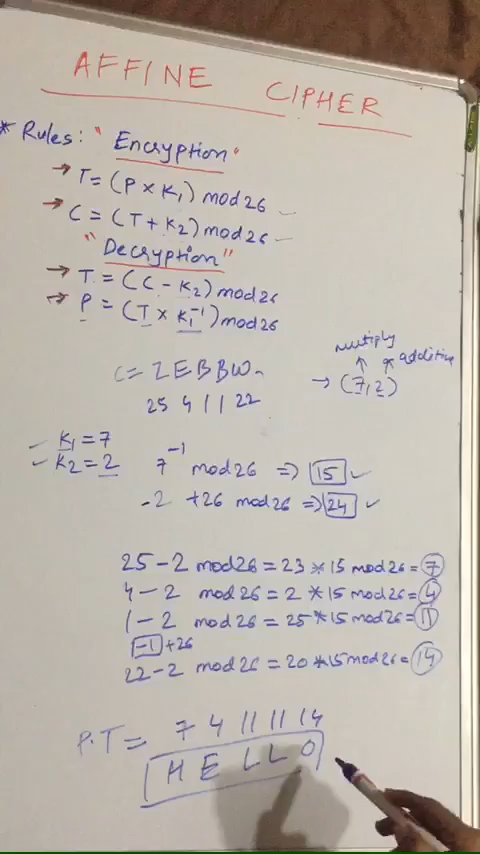 AFFINE CIPHER
* Rules: "Encryption"
→ T = (P × K₁) mod 26
→ C = (T + K₂) mod 26
"Decryption"
→ T = (C - K₂) mod 26
→ P = (T × K₁⁻¹) mod 26
multiply
additive
C = ZEBBW
→ (7, 2)
25 4 1 1 22
K₁ = 7
K₂ = 2
7⁻¹ mod 26 => 15
-2 +26 mod 26 => 24
25 - 2 mod 26 = 23 * 15 mod 26 = 7
4 - 2 mod 26 = 2 * 15 mod 26 = 4
1 - 2 mod 26 = 25 * 15 mod 26 = 11
-1 + 26
22 - 2 mod 26 = 20 * 15 mod 26 = 14
P.T = 7 4 11 11 14
H E L L O